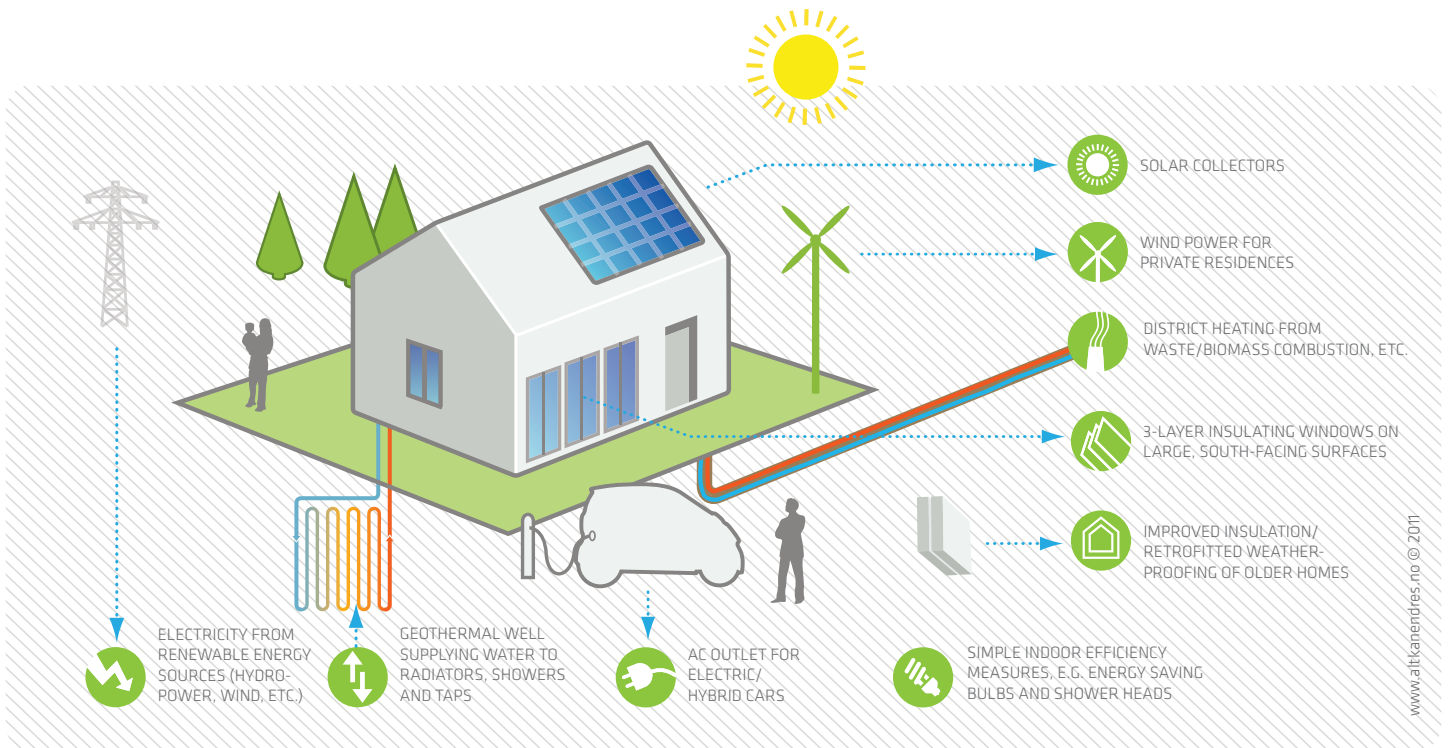 SOLAR COLLECTORS
WIND POWER FOR
PRIVATE RESIDENCES
DISTRICT HEATING FROM
WASTE/BIOMASS COMBUSTION, ETC.
3-LAYER INSULATING WINDOWS ON
LARGE, SOUTH-FACING SURFACES
IMPROVED INSULATION/
RETROFITTED WEATHER-
PROOFING OF OLDER HOMES
ELECTRICITY FROM
RENEWABLE ENERGY
SOURCES (HYDRO-
POWER, WIND, ETC.)
GEOTHERMAL WELL
SUPPLYING WATER TO
RADIATORS, SHOWERS
AND TAPS
AC OUTLET FOR
ELECTRIC/
HYBRID CARS
SIMPLE INDOOR EFFICIENCY
MEASURES, E.G. ENERGY SAVING
BULBS AND SHOWER HEADS
www.altkanendres.no © 2011